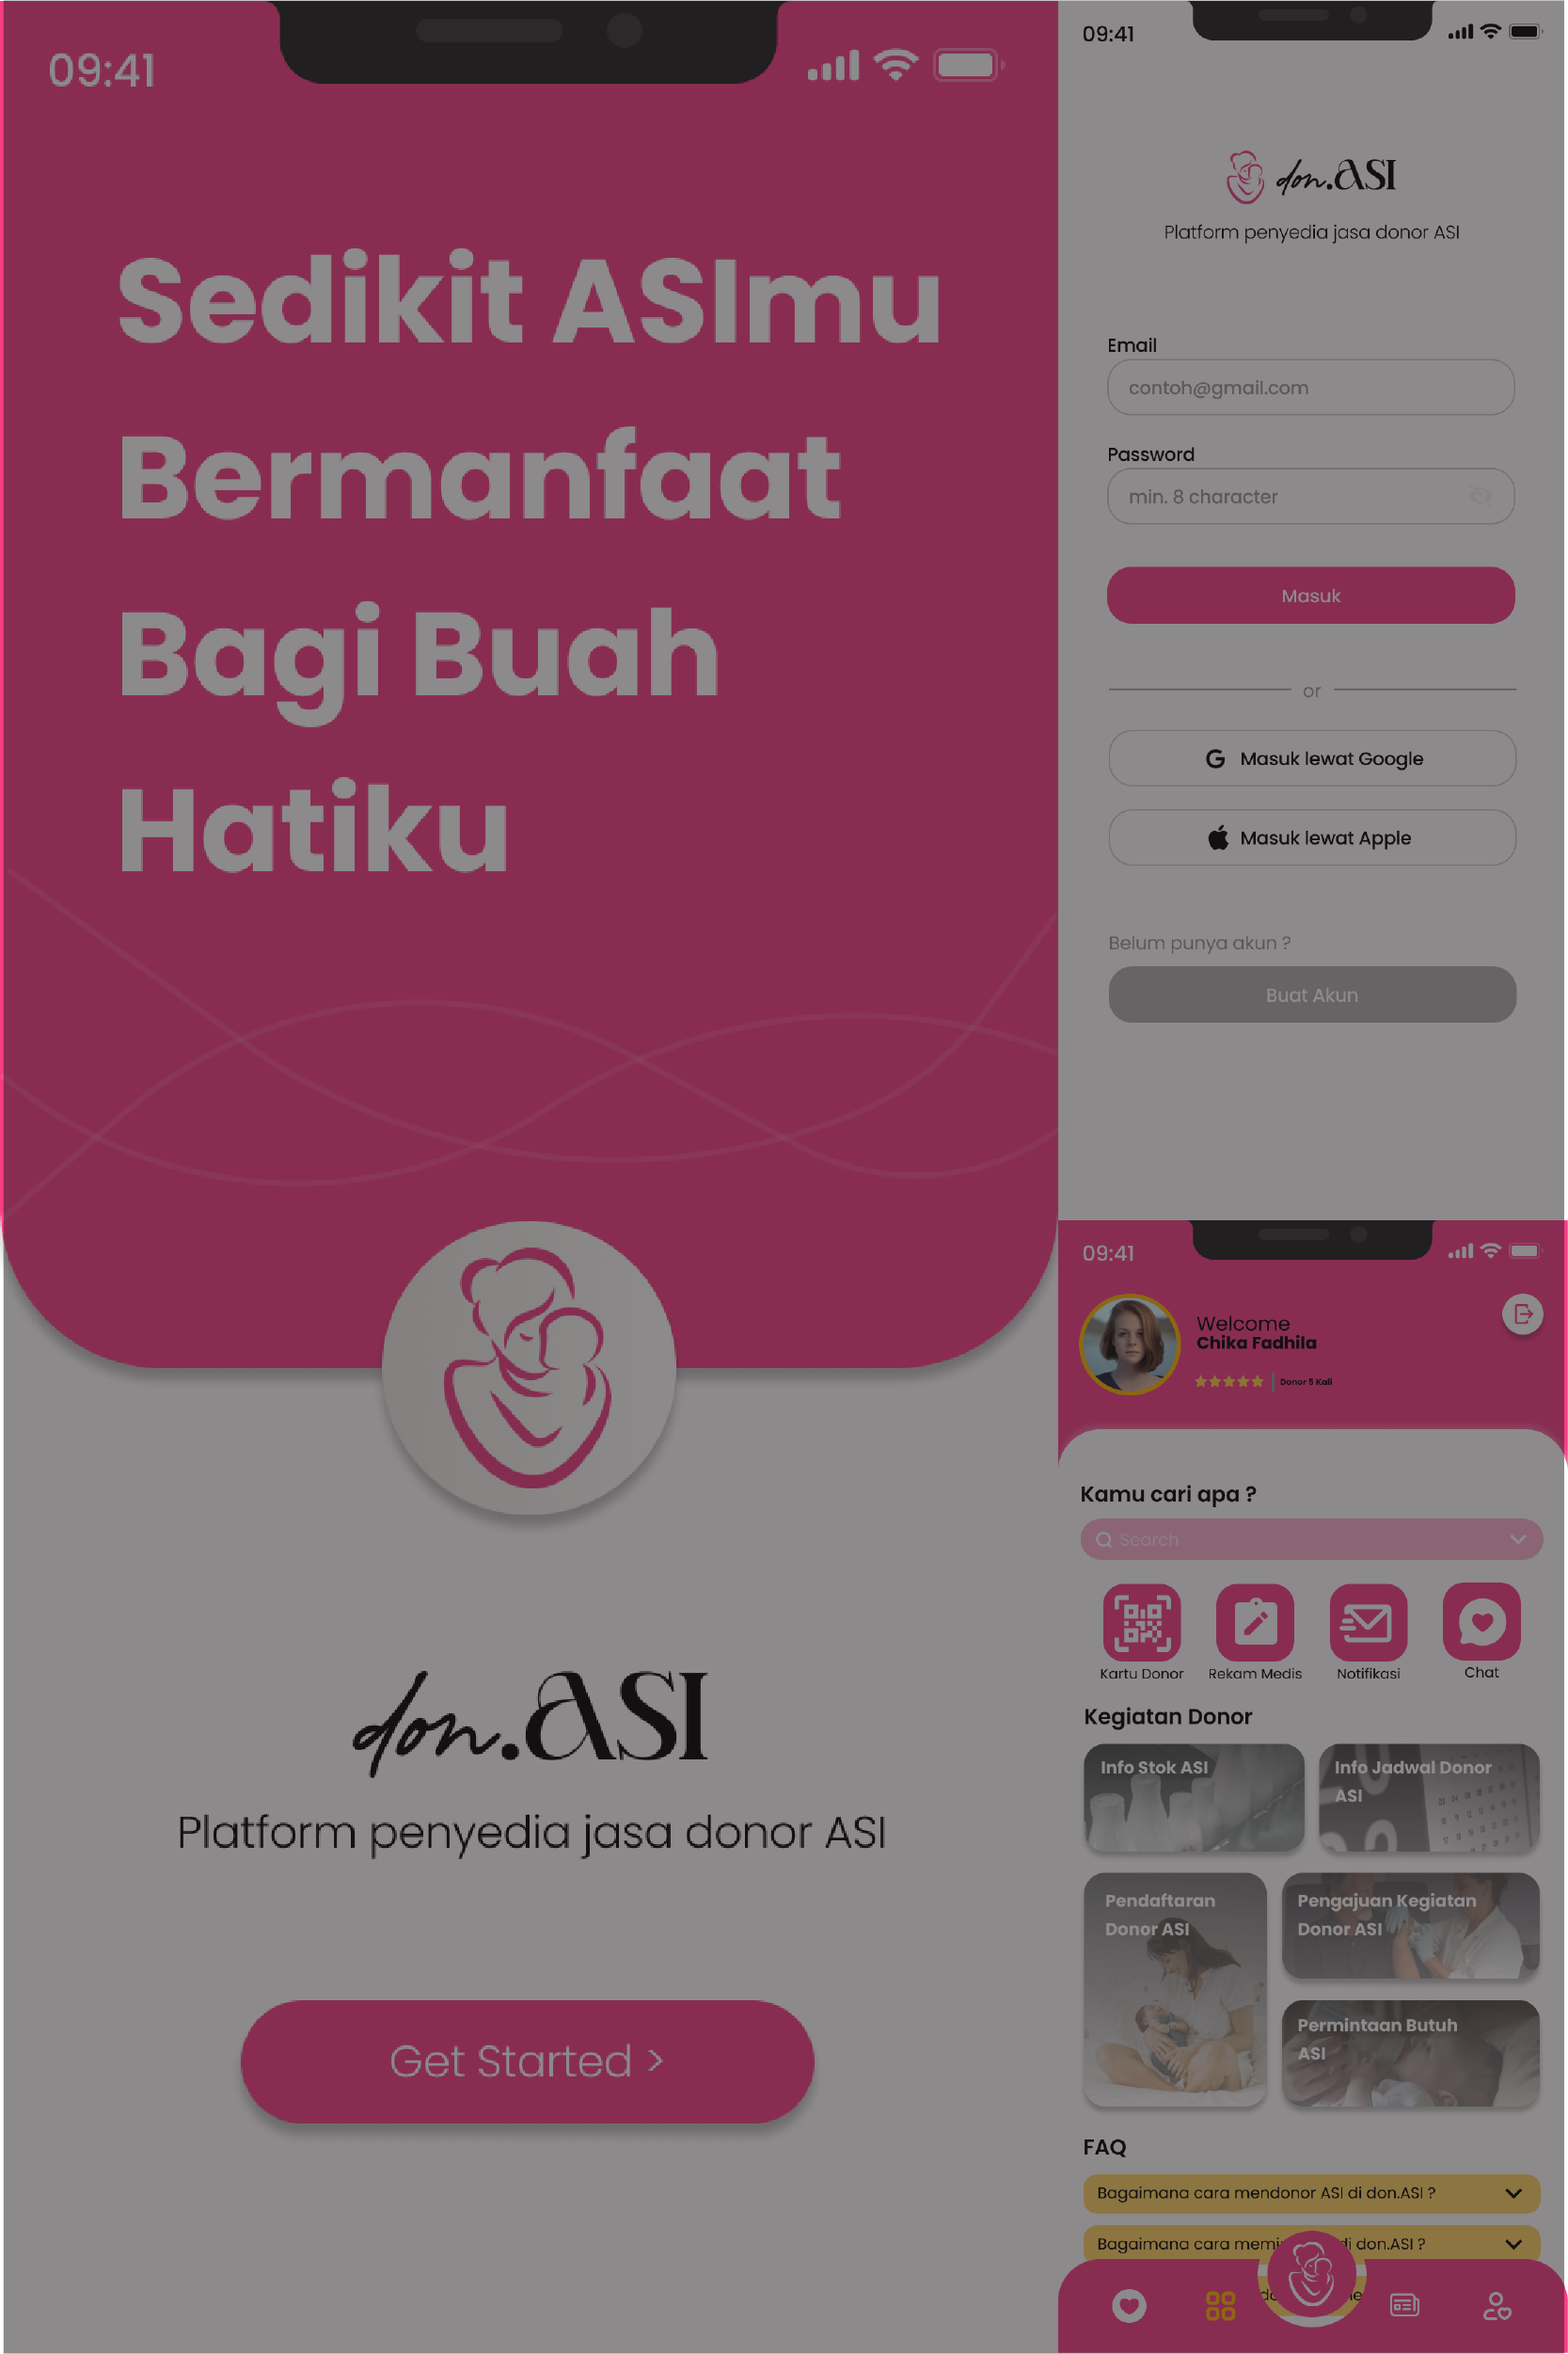 09:41
Sedikit ASImu
Bermanfaat
Bagi Buah
Hatiku
don.ASI
Platform penyedia jasa donor ASI
Get Started >
09:41
don.ASI
Platform penyedia jasa donor ASI
Email
contoh@gmail.com
Password
min. 8 character
Masuk
or
G Masuk lewat Google
Masuk lewat Apple
Belum punya akun ?
Buat Akun
09:41
Welcome
Chika Fadhila
Donor 5 Kali
Kamu cari apa ?
Search
Kartu Donor
Rekam Medis
Notifikasi
Chat
Kegiatan Donor
Info Stok ASI
Info Jadwal Donor
ASI
Pendaftaran
Donor ASI
Pengajuan Kegiatan
Donor ASI
Permintaan Butuh
ASI
FAQ
Bagaimana cara mendonor ASI di don.ASI ?
Bagaimana cara di don.ASI ?